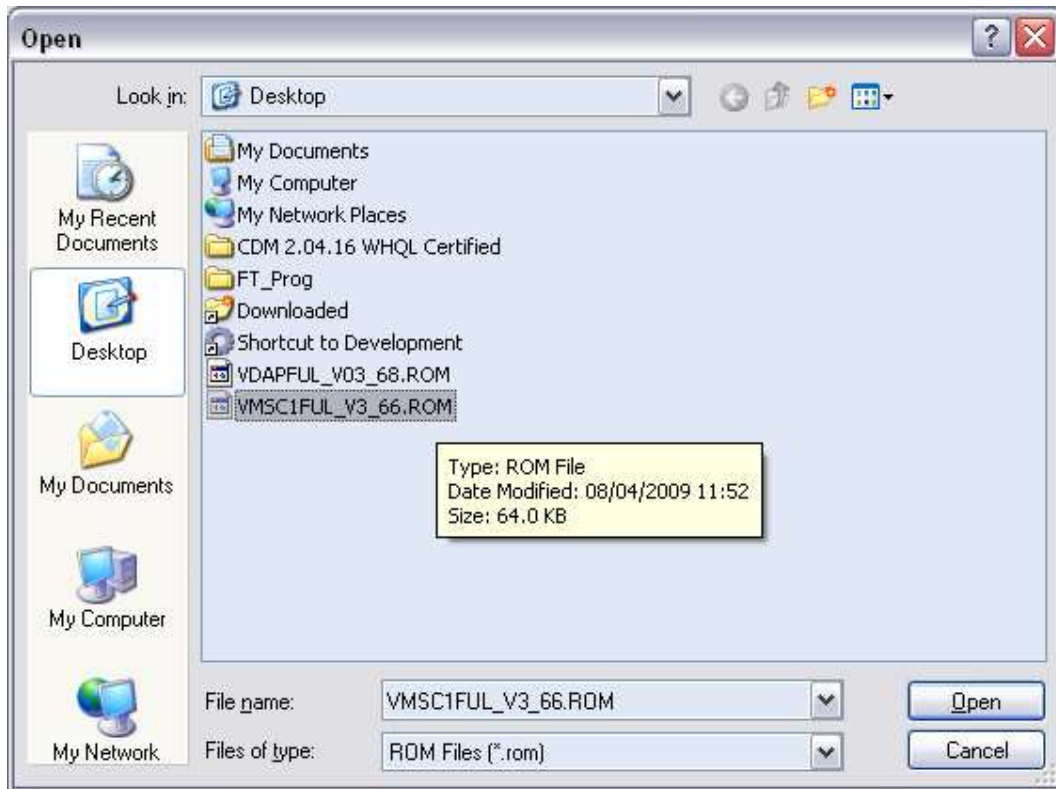 Open
Look in:
Desktop
My Recent
Documents
Desktop
My Documents
My Computer
My Network
My Documents
My Computer
My Network Places
CDM 2.04.16 WHQL Certified
FT_Prog
Downloaded
Shortcut to Development
VDAPFUL_V03_68.ROM
VMSC1FUL_V3_66.ROM
Type: ROM File
Date Modified: 08/04/2009 11:52
Size: 64.0 KB
File name:
VMSC1FUL_V3_66.ROM
Open
Files of type:
ROM Files (*.rom)
Cancel